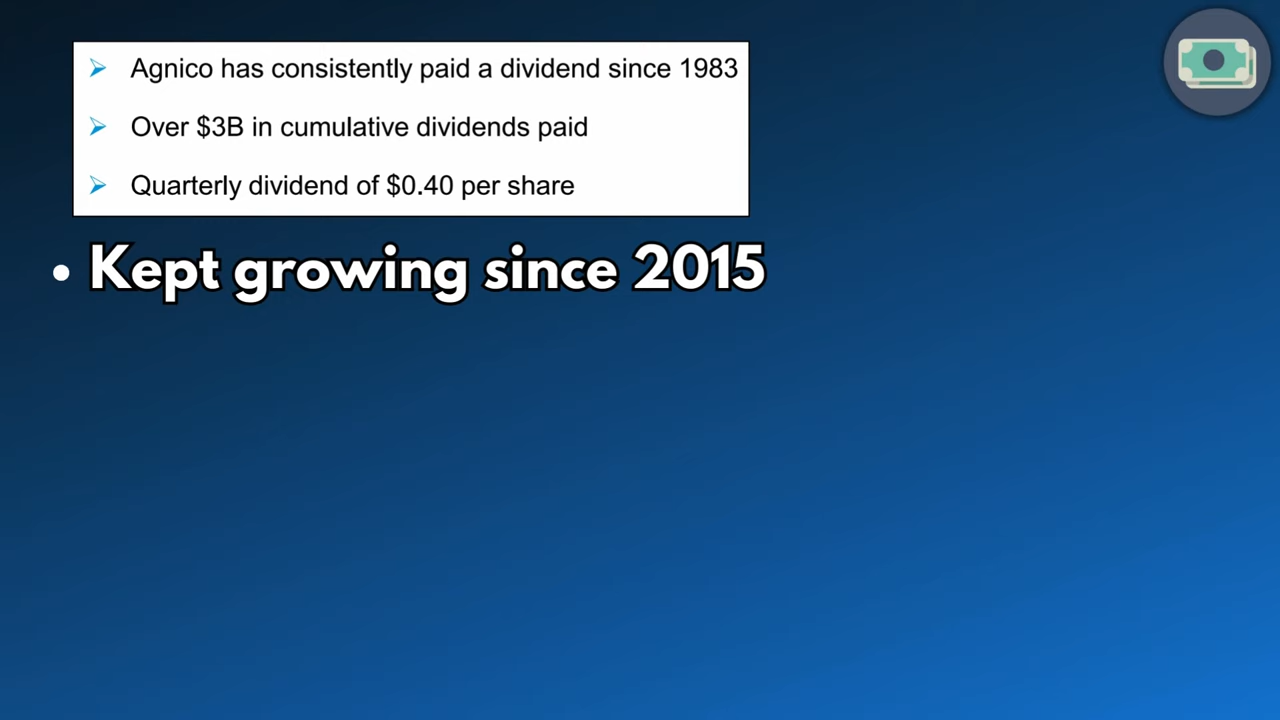 Agnico has consistently paid a dividend since 1983
Over $3B in cumulative dividends paid
Quarterly dividend of $0.40 per share
• Kept growing since 2015